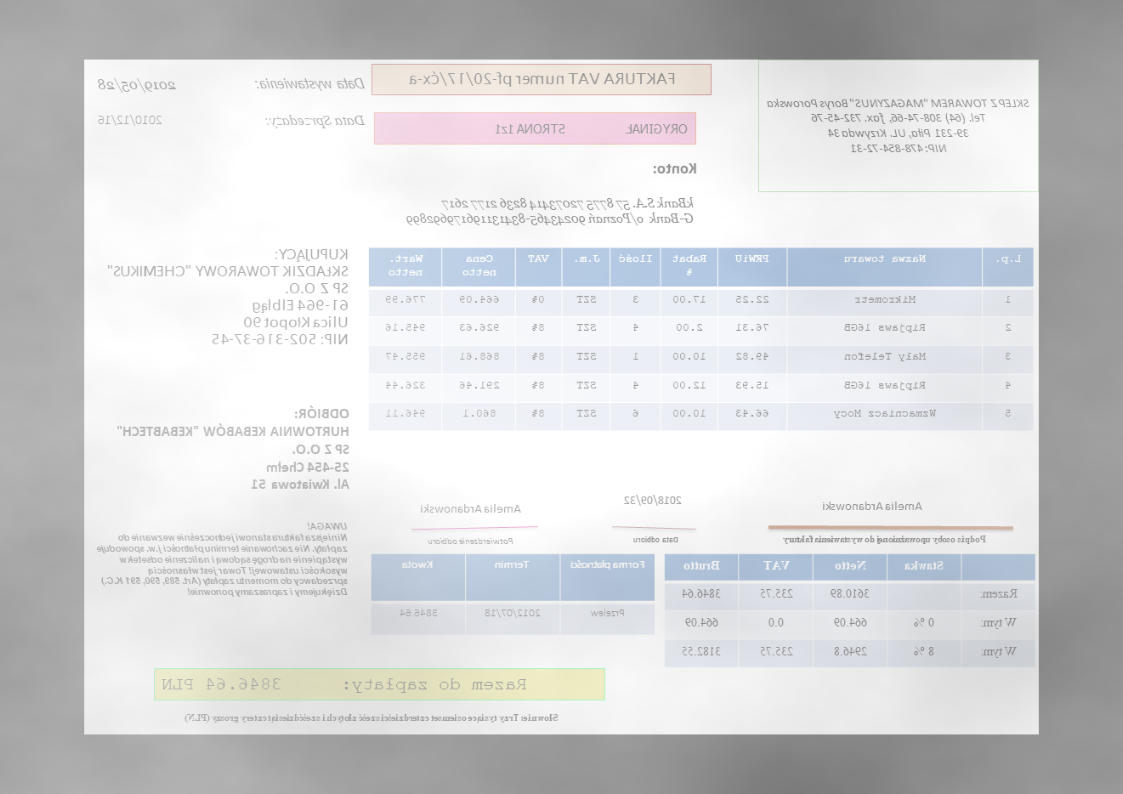 SKLEP Z TOWAREM "MAGAZYNUS" Borys Porowska
Tel. (64) 308-74-66, fax. 732-45-76
39-231 Piła, UL. Krzywda 34
NIP: 478-854-72-31
FAKTURA VAT numer pf-20/17/ćx-a
Data wystawienia: 2019/05/28
ORYGINAŁ STRONA 1z1
Data Sprzedaży: 2010/12/16
Konto:
kBank S.A. 57 8775 7207 3414 8236 2177 2617
G-Bank o/Poznań 90243465-834131196179692899
KUPUJĄCY:
SKŁADZIK TOWAROWY "CHEMIKUS"
SP Z O.O.
61-964 Elbląg
Ulica Kłopot 90
NIP: 502-316-37-45
L.p. Nazwa towaru PKWiU Rabat % Ilość J.m. VAT Cena netto Wart. netto
1 Mikrometr 22.25 17.00 3 SZT 0% 664.09 776.99
2 Ripjaws 16GB 76.31 2.00 4 SZT 8% 926.63 945.16
3 Mały Telefon 49.82 10.00 1 SZT 8% 868.61 955.47
4 Ripjaws 16GB 15.93 12.00 4 SZT 8% 291.46 326.44
5 Wzmacniacz Mocy 66.43 10.00 6 SZT 8% 860.1 946.11
ODBIÓR:
HURTOWNIA KEBABÓW "KEBABTECH"
SP Z O.O.
25-454 Chełm
Al. Kwiatowa 51
Amelia Ardanowski
Podpis osoby upoważnionej do wystawienia faktury
2018/09/32
Data odbioru
Amelia Ardanowski
Potwierdzenie odbioru
UWAGA!
Niniejsza faktura stanowi jednocześnie wezwanie do
zapłaty. Nie zachowanie terminu płatności j.w. spowoduje
wystąpienie na drogę sądową i naliczenie odsetek w
wysokości ustawowej! Towar jest własnością
sprzedawcy do momentu zapłaty (Art. 589, 590, 591 K.C.)
Dziękujemy i zapraszamy ponownie!
Stawka Netto VAT Brutto
Razem: 3610.89 235.75 3846.64
W tym: 0 % 664.09 0.0 664.09
W tym: 8 % 2946.8 235.75 3182.55
Forma płatności Termin Kwota
Przelew 2012/07/18 3846.64
Razem do zapłaty: 3846.64 PLN
Słownie: Trzy tysiące osiemset czterdzieści sześć złotych i sześćdziesiąt cztery groszy (PLN)